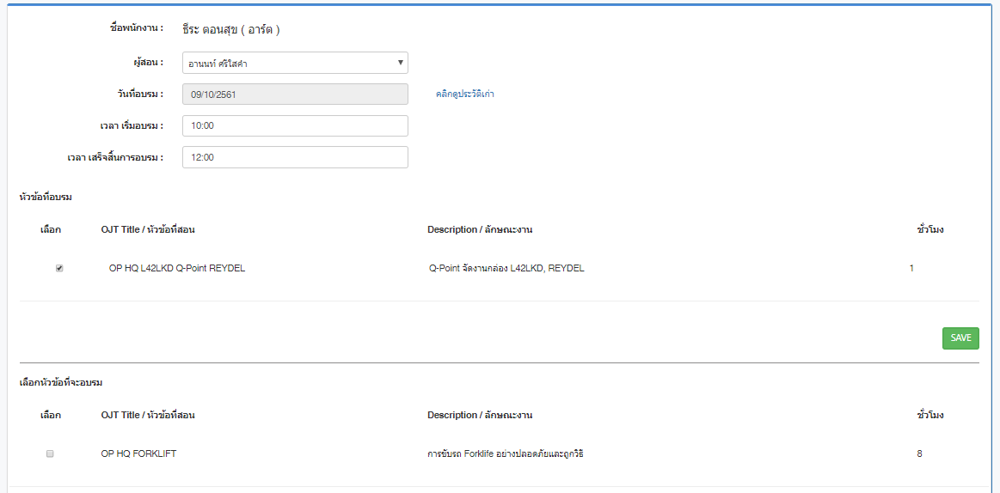 ชื่อพนักงาน : ธีระ ตอนสุข ( อาร์ต )
ผู้สอน : อานนท์ ศรีใสคำ
วันที่อบรม : 09/10/2561 คลิกดูประวัติเก่า
เวลา เริ่มอบรม : 10:00
เวลา เสร็จสิ้นการอบรม : 12:00
หัวข้อที่อบรม
เลือก OJT Title / หัวข้อที่สอน Description / ลักษณะงาน ชั่วโมง
OP HQ L42LKD Q-Point REYDEL Q-Point จัดงานกล่อง L42LKD, REYDEL 1
SAVE
เลือกหัวข้อที่จะอบรม
เลือก OJT Title / หัวข้อที่สอน Description / ลักษณะงาน ชั่วโมง
OP HQ FORKLIFT การขับรถ Forklife อย่างปลอดภัยและถูกวิธี 8